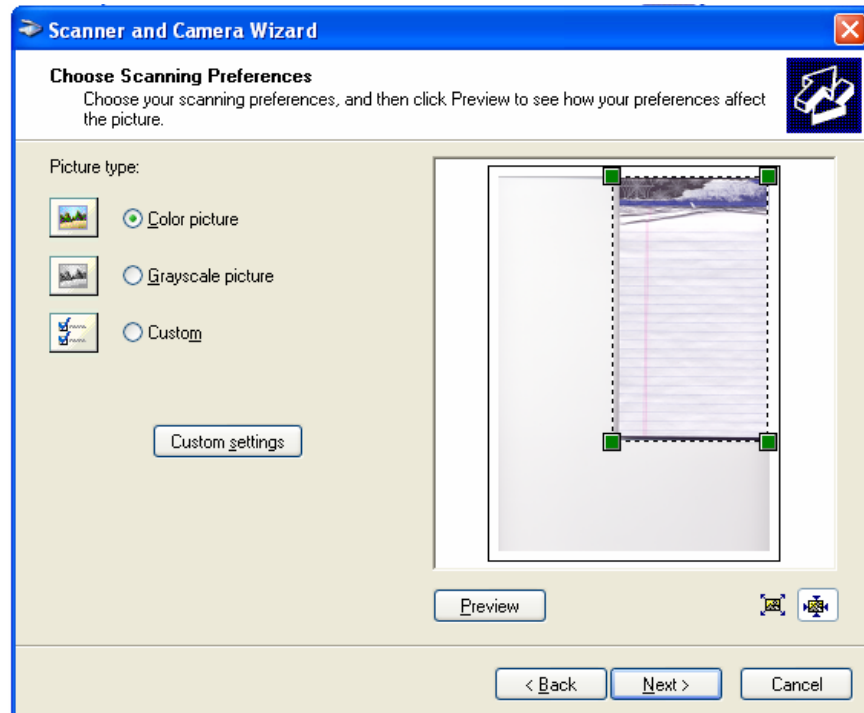 Scanner and Camera Wizard
Choose Scanning Preferences
Choose your scanning preferences, and then click Preview to see how your preferences affect
the picture.
Picture type:
Color picture
Grayscale picture
Custom
Custom settings
Preview
< Back
Next >
Cancel